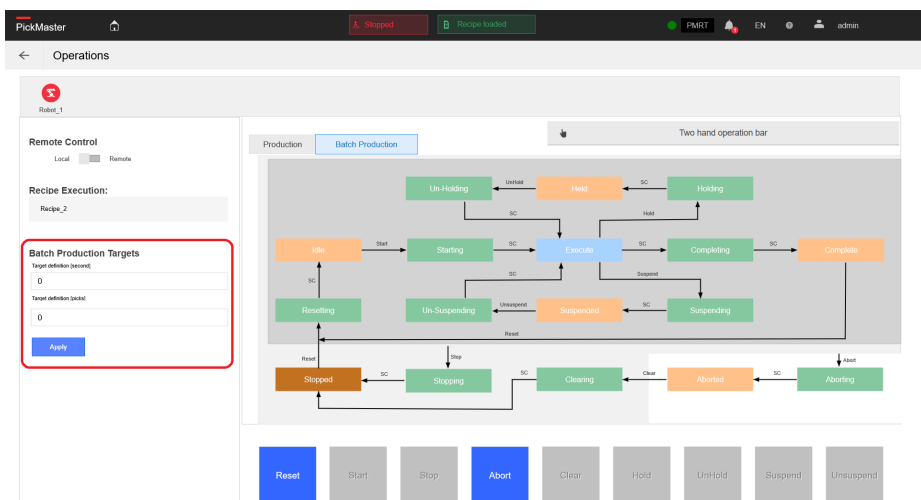 PickMaster
Stopped
Recipe loaded
PMRT
EN
admin
Operations
Robot_1
Remote Control
Local Remote
Recipe Execution:
Recipe_2
Batch Production Targets
Target definition [second]
0
Target definition [picks]
0
Apply
Production Batch Production
Two hand operation bar
Un-Holding UnHold Held SC Holding
SC Hold
Idle Start Starting SC Execute SC Completing SC Complete
SC SC Suspend
Resetting Un-Suspending Unsuspend Suspended SC Suspending
Reset
Reset Stop Abort
Stopped SC Stopping SC Clearing Clear Aborted SC Aborting
Reset Start Stop Abort Clear Hold UnHold Suspend Unsuspend